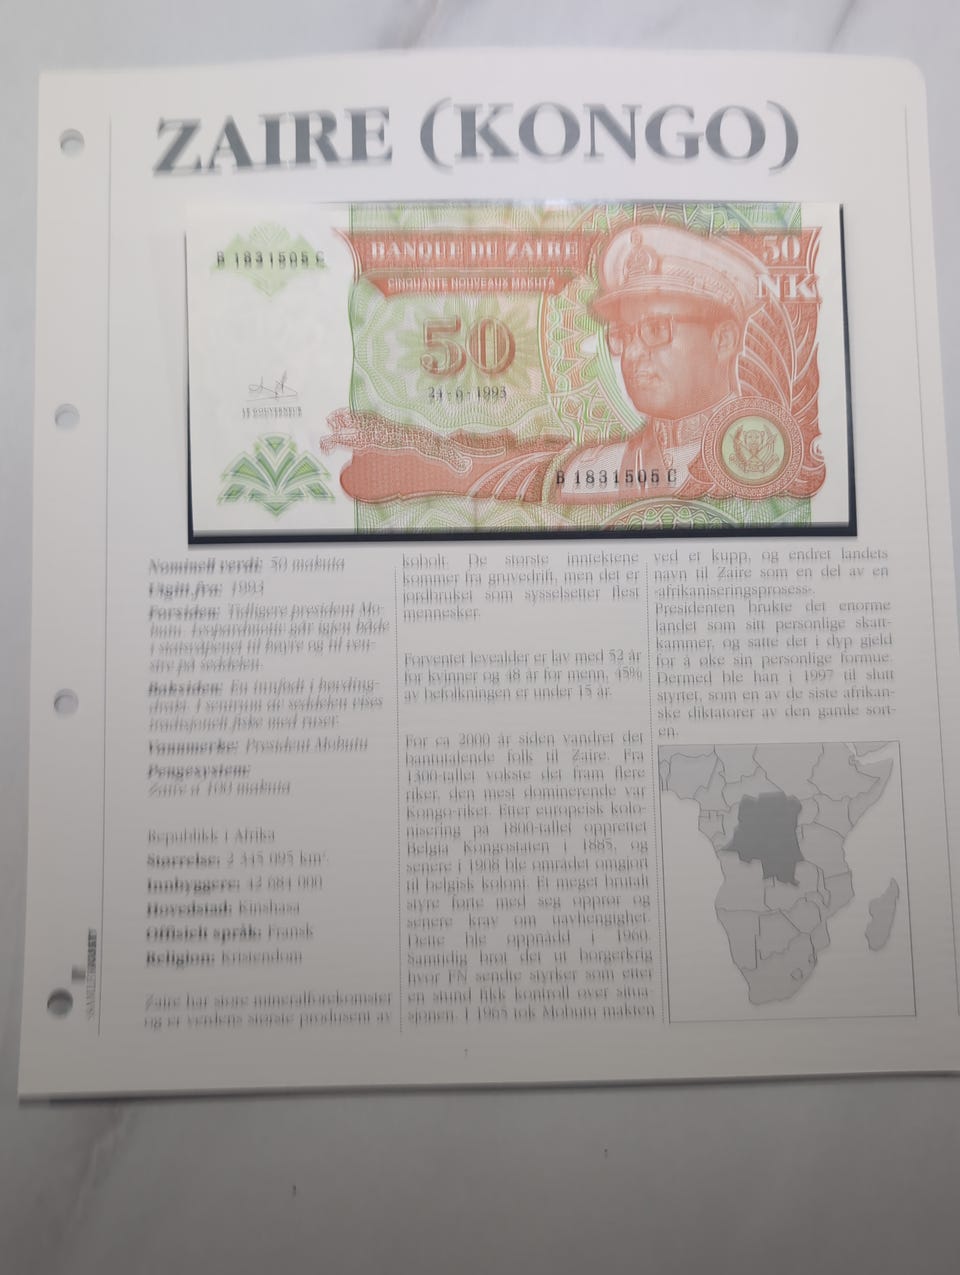 ZAIRE (KONGO)
B 1831505 C
BANQUE DU ZAIRE
CINQUANTE NOUVEAUX MAKUTA
50
NK
50
24-6-1993
LE GOUVERNEUR
B 1831505 C
Nominell verdi: 50 makuta
Utgitt fra: 1993
Forsiden: Tidligere president Mo-
butu. Leopardmotiv går igjen både
i statsvåpenet til høyre og til ven-
stre på seddelen.
Baksiden: En innfødt i høvding-
drakt. I sentrum av seddelen vises
tradisjonell fiske med ruser.
Vannmerke: President Mobutu
Pengesystem:
Zaire a 100 makuta
Republikk i Afrika
Størrelse: 2 345 095 km².
Innbyggere: 42 684 000
Hovedstad: Kinshasa
Offisielt språk: Fransk
Religion: Kristendom
Zaire har store mineralforekomster
og er verdens største produsent av
kobolt. De største inntektene
kommer fra gruvedrift, men det er
jordbruket som sysselsetter flest
mennesker.
Forventet levealder er lav med 52 år
for kvinner og 48 år for menn, 45%
av befolkningen er under 15 år.
For ca 2000 år siden vandret det
bantutalende folk til Zaire. Fra
1300-tallet vokste det fram flere
riker, den mest dominerende var
Kongo-riket. Etter europeisk kolo-
nisering på 1800-tallet opprettet
Belgia Kongostaten i 1885, og
senere i 1908 ble området omgjort
til belgisk koloni. Et meget brutalt
styre førte med seg opprør og
senere krav om uavhengighet.
Dette ble oppnådd i 1960.
Samtidig brøt det ut borgerkrig
hvor FN sendte styrker som etter
en stund fikk kontroll over situa-
sjonen. I 1965 tok Mobutu makten
ved et kupp, og endret landets
navn til Zaire som en del av en
«afrikaniseringsprosess».
Presidenten brukte det enorme
landet som sitt personlige skatt-
kammer, og satte det i dyp gjeld
for å øke sin personlige formue.
Dermed ble han i 1997 til slutt
styrtet, som en av de siste afrikan-
ske diktatorer av den gamle sort-
en.
SAMLERHUSET